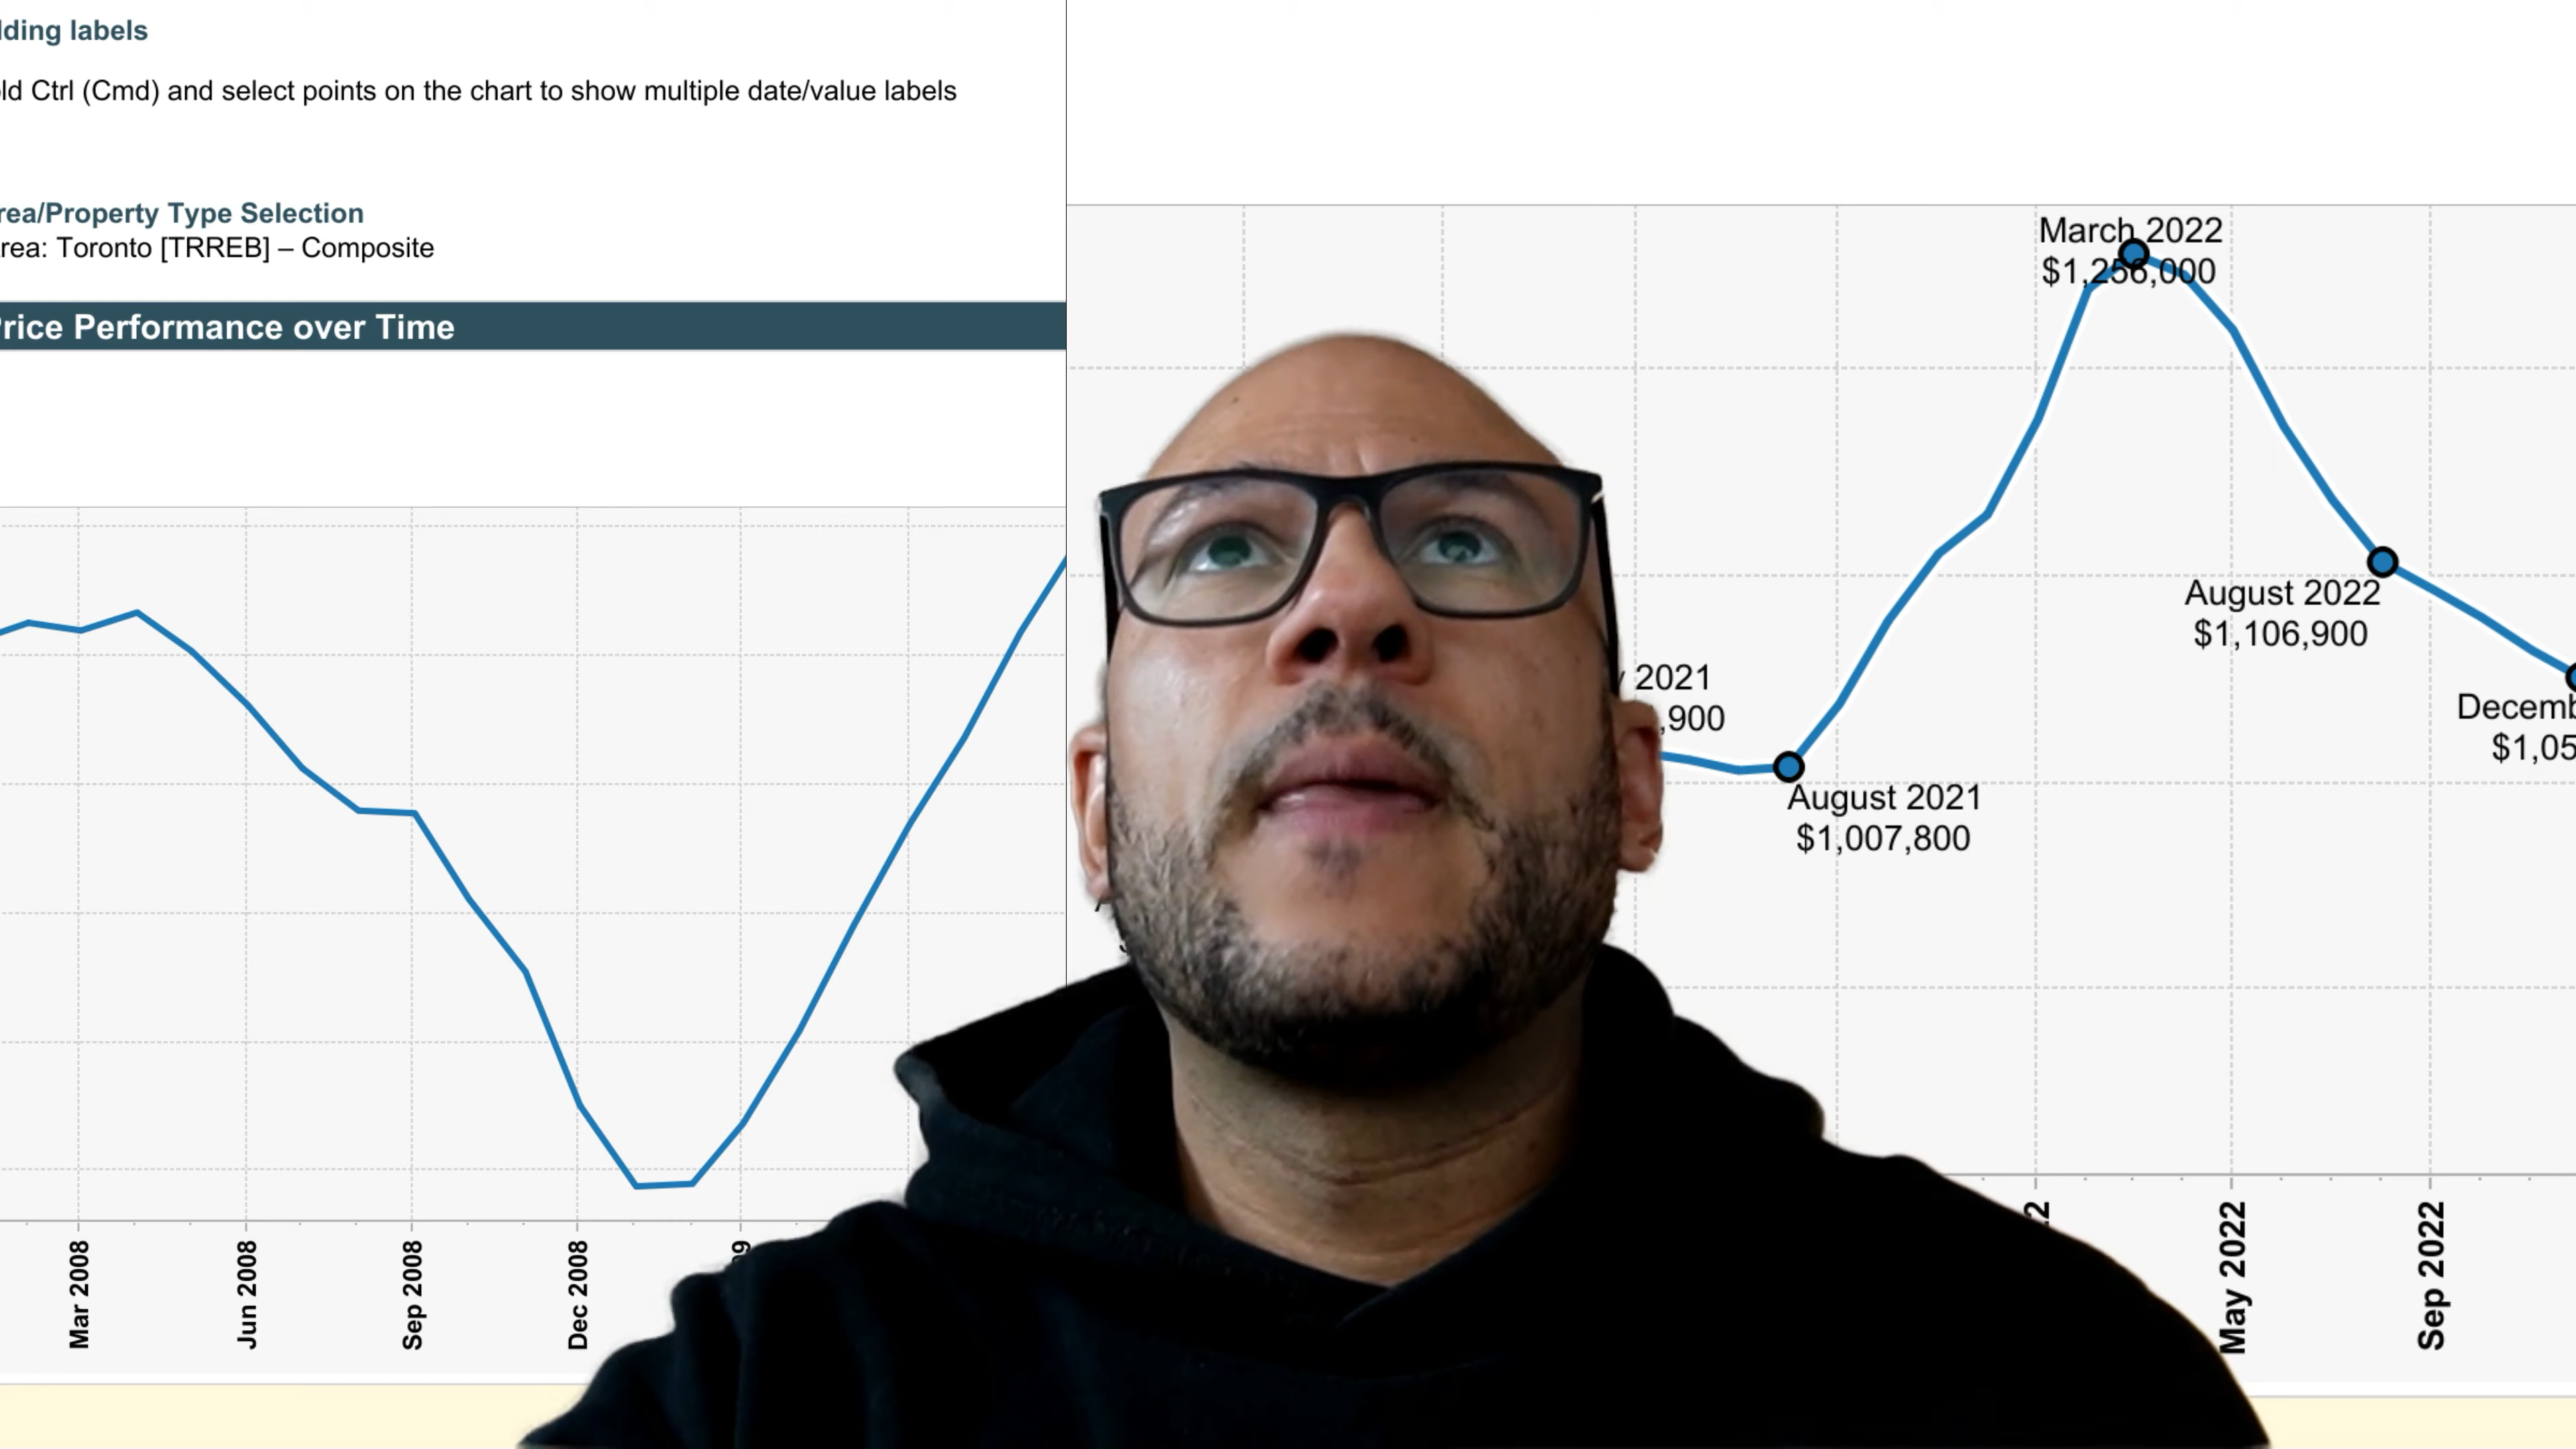 lding labels
ld Ctrl (Cmd) and select points on the chart to show multiple date/value labels
rea/Property Type Selection
rea: Toronto [TRREB] – Composite
rice Performance over Time
Mar 2008
Jun 2008
Sep 2008
Dec 2008
March 2022
$1,256,000
2021
,900
August 2021
$1,007,800
August 2022
$1,106,900
Decemb
$1,05
May 2022
Sep 2022